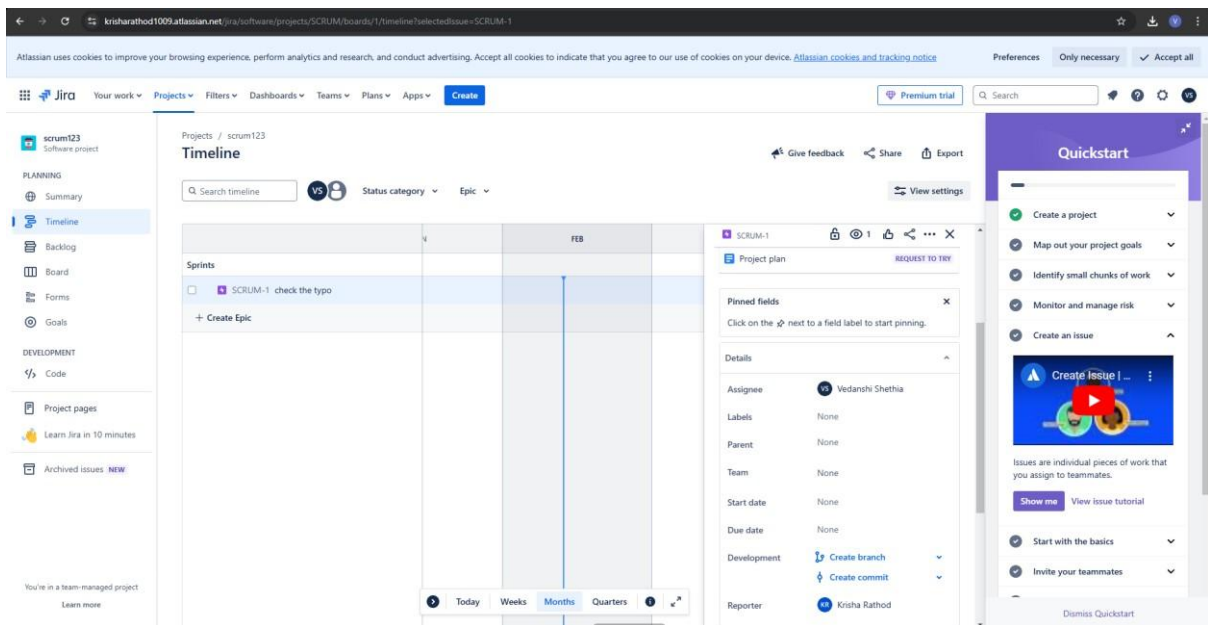 krisharathod1009.atlassian.net/jira/software/projects/SCRUM/boards/1/timeline?selectedIssue=SCRUM-1
V
Atlassian uses cookies to improve your browsing experience, perform analytics and research, and conduct advertising. Accept all cookies to indicate that you agree to our use of cookies on your device. Atlassian cookies and tracking notice
Preferences Only necessary Accept all
Jira Your work Projects Filters Dashboards Teams Plans Apps Create Premium trial Search VS
scrum123
Software project
PLANNING
Summary
Timeline
Backlog
Board
Forms
Goals
DEVELOPMENT
Code
Project pages
Learn Jira in 10 minutes
Archived issues NEW
You're in a team-managed project
Learn more
Projects / scrum123
Timeline
Give feedback Share Export
Search timeline VS Status category Epic View settings
FEB
Sprints
SCRUM-1 check the typo
+ Create Epic
Today Weeks Months Quarters
SCRUM-1 1
Project plan REQUEST TO TRY
Pinned fields
Click on the next to a field label to start pinning.
Details
Assignee VS Vedanshi Shethia
Labels None
Parent None
Team None
Start date None
Due date None
Development Create branch
Create commit
Reporter KR Krisha Rathod
Quickstart
Create a project
Map out your project goals
Identify small chunks of work
Monitor and manage risk
Create an issue
Create Issue | ...
Issues are individual pieces of work that
you assign to teammates.
Show me View issue tutorial
Start with the basics
Invite your teammates
Dismiss Quickstart